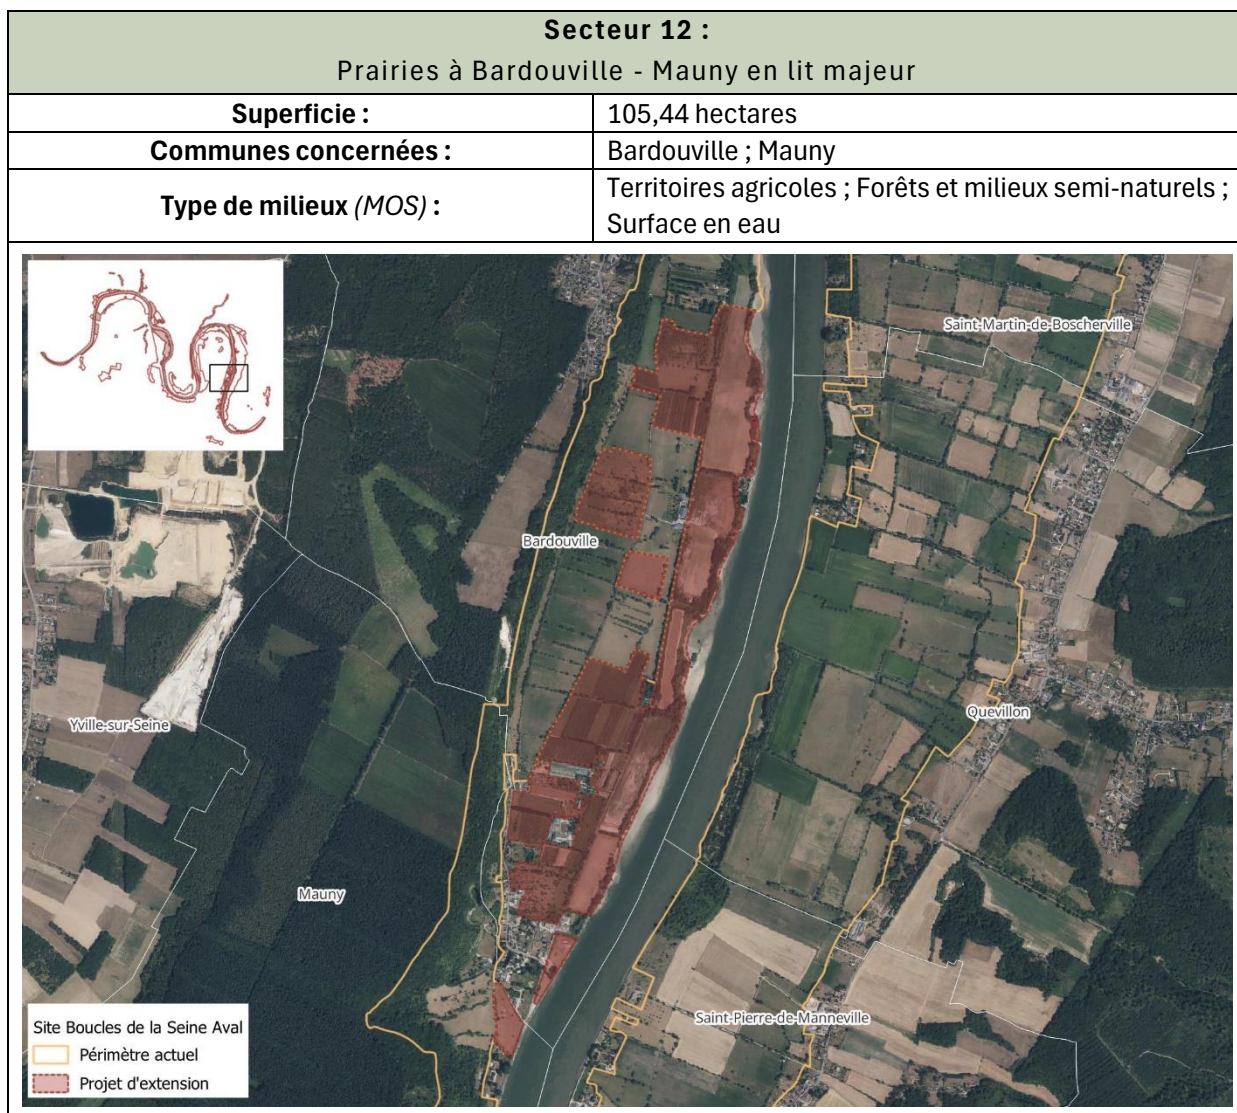 Secteur 12 :
Prairies à Bardouville - Mauny en lit majeur
Superficie :
105,44 hectares
Communes concernées :
Bardouville ; Mauny
Type de milieux (MOS) :
Territoires agricoles ; Forêts et milieux semi-naturels ;
Surface en eau
Saint-Martin-de-Boscherville
Bardouville
Quevillon
Yville-sur-Seine
Mauny
Saint-Pierre-de-Manneville
Site Boucles de la Seine Aval
Périmètre actuel
Projet d'extension